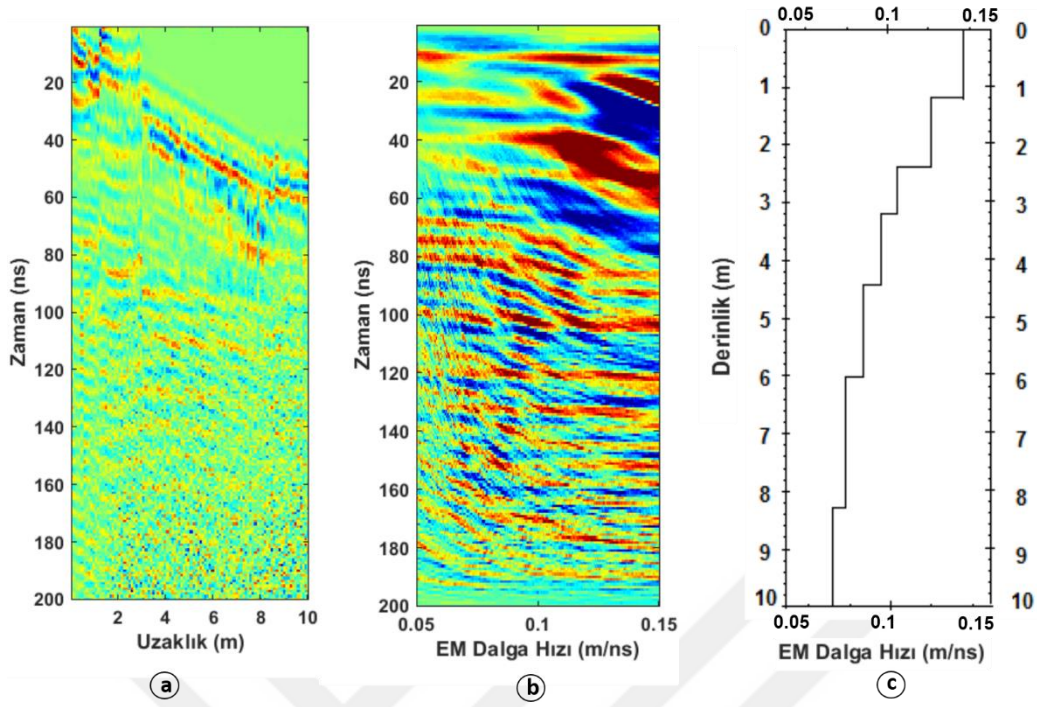 20
40
60
80
100
120
140
160
180
200
Zaman (ns)
2 4 6 8 10
Uzaklık (m)
a
20
40
60
80
100
120
140
160
180
200
Zaman (ns)
0.05 0.1 0.15
EM Dalga Hızı (m/ns)
b
0.05 0.1 0.15
0 0
1 1
2 2
3 3
4 4
5 5
6 6
7 7
8 8
9 9
10 10
Derinlik (m)
0.05 0.1 0.15
EM Dalga Hızı (m/ns)
c